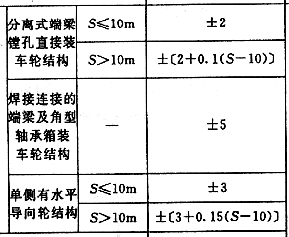 分离式端梁
镗孔直接装
车轮结构
S≤10m
±2
S>10m
±〔2+0.1(S-10)〕
焊接连接的
端梁及角型
轴承箱装
车轮结构
—
±5
单侧有水平
导向轮结构
S≤10m
±3
S>10m
±〔3+0.15(S-10)〕